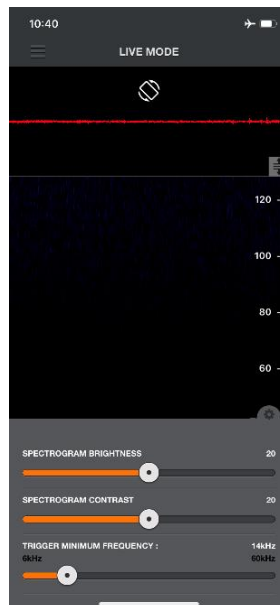 10:40
LIVE MODE
120
100
80
60
SPECTROGRAM BRIGHTNESS 20
SPECTROGRAM CONTRAST 20
TRIGGER MINIMUM FREQUENCY : 14kHz
6kHz 60kHz